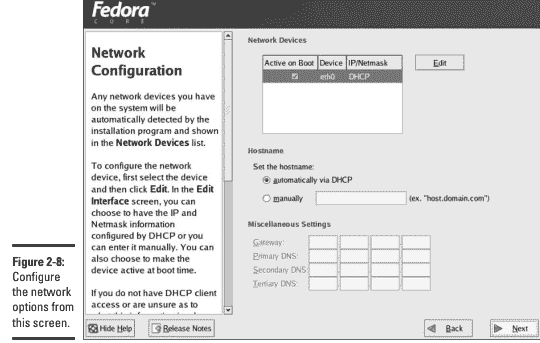 Fedora™
CORE
Network
Configuration
Any network devices you have
on the system will be
automatically detected by the
installation program and shown
in the Network Devices list.
To configure the network
device, first select the device
and then click Edit. In the Edit
Interface screen, you can
choose to have the IP and
Netmask information
configured by DHCP or you
can enter it manually. You can
also choose to make the
device active at boot time.
If you do not have DHCP client
access or are unsure as to
Hide Help
Release Notes
Network Devices
Active on Boot Device IP/Netmask
eth0 DHCP
Edit
Hostname
Set the hostname:
automatically via DHCP
manually (ex. "host.domain.com")
Miscellaneous Settings
Gateway:
Primary DNS:
Secondary DNS:
Tertiary DNS:
Back
Next
Figure 2-8:
Configure
the network
options from
this screen.